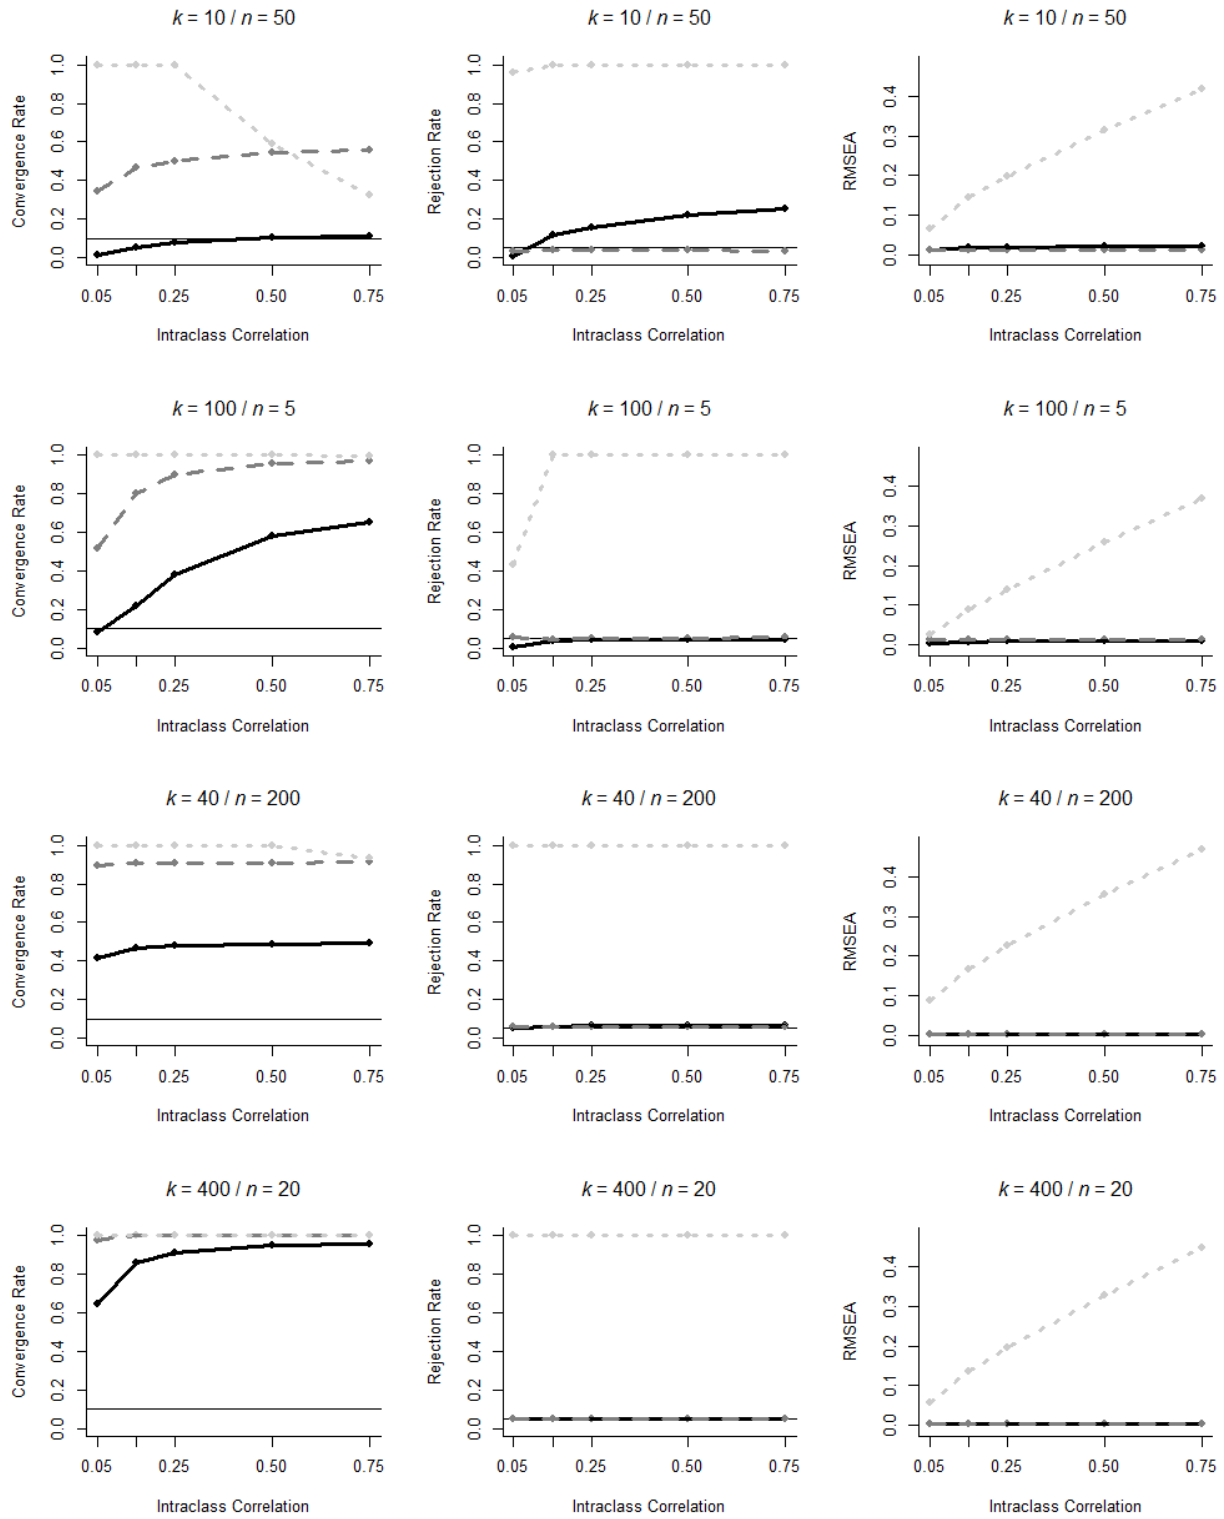 k = 10 / n = 50
k = 10 / n = 50
k = 10 / n = 50
Convergence Rate
0.0 0.2 0.4 0.6 0.8 1.0
0.05 0.25 0.50 0.75
Intraclass Correlation
Rejection Rate
0.0 0.2 0.4 0.6 0.8 1.0
0.05 0.25 0.50 0.75
Intraclass Correlation
RMSEA
0.0 0.1 0.2 0.3 0.4
0.05 0.25 0.50 0.75
Intraclass Correlation
k = 100 / n = 5
k = 100 / n = 5
k = 100 / n = 5
Convergence Rate
0.0 0.2 0.4 0.6 0.8 1.0
0.05 0.25 0.50 0.75
Intraclass Correlation
Rejection Rate
0.0 0.2 0.4 0.6 0.8 1.0
0.05 0.25 0.50 0.75
Intraclass Correlation
RMSEA
0.0 0.1 0.2 0.3 0.4
0.05 0.25 0.50 0.75
Intraclass Correlation
k = 40 / n = 200
k = 40 / n = 200
k = 40 / n = 200
Convergence Rate
0.0 0.2 0.4 0.6 0.8 1.0
0.05 0.25 0.50 0.75
Intraclass Correlation
Rejection Rate
0.0 0.2 0.4 0.6 0.8 1.0
0.05 0.25 0.50 0.75
Intraclass Correlation
RMSEA
0.0 0.1 0.2 0.3 0.4
0.05 0.25 0.50 0.75
Intraclass Correlation
k = 400 / n = 20
k = 400 / n = 20
k = 400 / n = 20
Convergence Rate
0.0 0.2 0.4 0.6 0.8 1.0
0.05 0.25 0.50 0.75
Intraclass Correlation
Rejection Rate
0.0 0.2 0.4 0.6 0.8 1.0
0.05 0.25 0.50 0.75
Intraclass Correlation
RMSEA
0.0 0.1 0.2 0.3 0.4
0.05 0.25 0.50 0.75
Intraclass Correlation